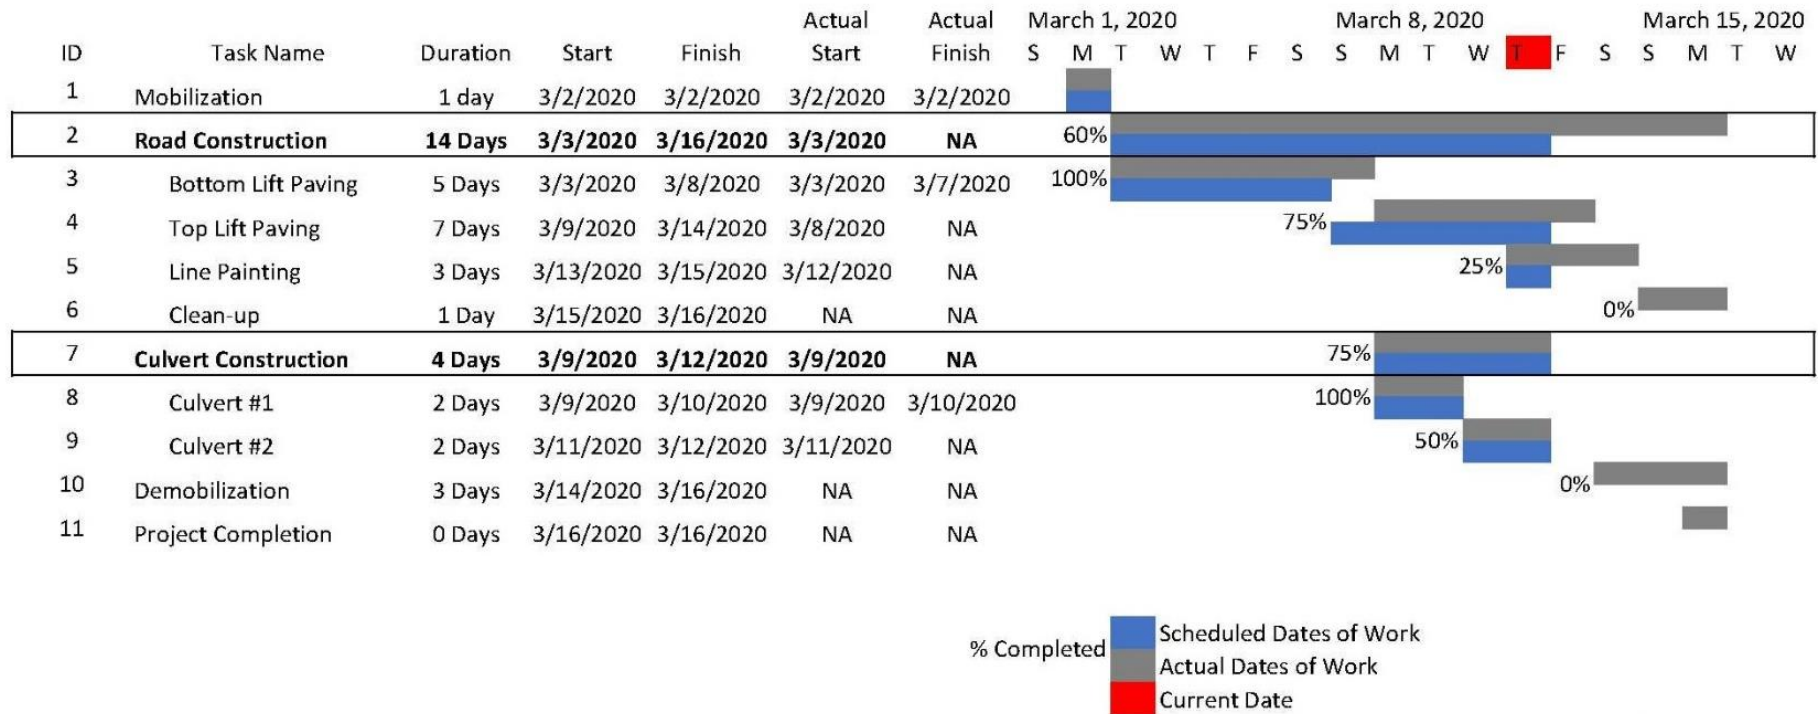 Actual Actual March 1, 2020 March 8, 2020 March 15, 2020
ID Task Name Duration Start Finish Start Finish S M T W T F S S M T W T F S S M T W
1 Mobilization 1 day 3/2/2020 3/2/2020 3/2/2020 3/2/2020
2 Road Construction 14 Days 3/3/2020 3/16/2020 3/3/2020 NA 60%
3 Bottom Lift Paving 5 Days 3/3/2020 3/8/2020 3/3/2020 3/7/2020 100%
4 Top Lift Paving 7 Days 3/9/2020 3/14/2020 3/8/2020 NA 75%
5 Line Painting 3 Days 3/13/2020 3/15/2020 3/12/2020 NA 25%
6 Clean-up 1 Day 3/15/2020 3/16/2020 NA NA 0%
7 Culvert Construction 4 Days 3/9/2020 3/12/2020 3/9/2020 NA 75%
8 Culvert #1 2 Days 3/9/2020 3/10/2020 3/9/2020 3/10/2020 100%
9 Culvert #2 2 Days 3/11/2020 3/12/2020 3/11/2020 NA 50%
10 Demobilization 3 Days 3/14/2020 3/16/2020 NA NA 0%
11 Project Completion 0 Days 3/16/2020 3/16/2020 NA NA
% Completed Scheduled Dates of Work
Actual Dates of Work
Current Date